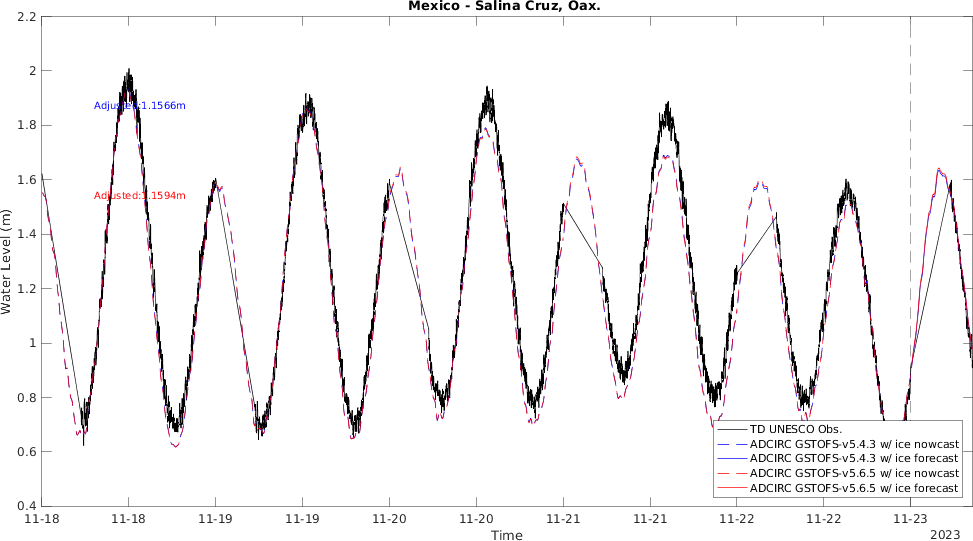 Mexico - Salina Cruz, Oax.
2.2
2
1.8
1.6
1.4
1.2
1
0.8
0.6
0.4
Water Level (m)
Adjusted:1.1566m
Adjusted:1.1594m
TD UNESCO Obs.
ADCIRC GSTOFS-v5.4.3 w/ ice nowcast
ADCIRC GSTOFS-v5.4.3 w/ ice forecast
ADCIRC GSTOFS-v5.6.5 w/ ice nowcast
ADCIRC GSTOFS-v5.6.5 w/ ice forecast
11-18 11-18 11-19 11-19 11-20 11-20 11-21 11-21 11-22 11-22 11-23
Time
2023